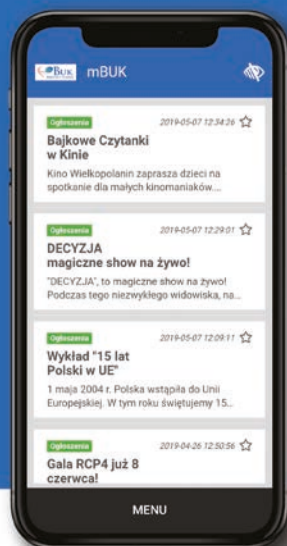 BUK
mBUK
Ogłoszenia
2019-05-07 12:34:26
Bajkowe Czytanki
w Kinie
Kino Wielkopolanin zaprasza dzieci na
spotkanie dla małych kinomaniaków....
Ogłoszenia
2019-05-07 12:29:01
DECYZJA
magiczne show na żywo!
"DECYZJA", to magiczne show na żywo!
Podczas tego niezwykłego widowiska, na...
Ogłoszenia
2019-05-07 12:09:11
Wykład "15 lat
Polski w UE"
1 maja 2004 r. Polska wstąpiła do Unii
Europejskiej. W tym roku świętujemy 15...
Ogłoszenia
2019-04-26 12:50:56
Gala RCP4 już 8
czerwca!
MENU